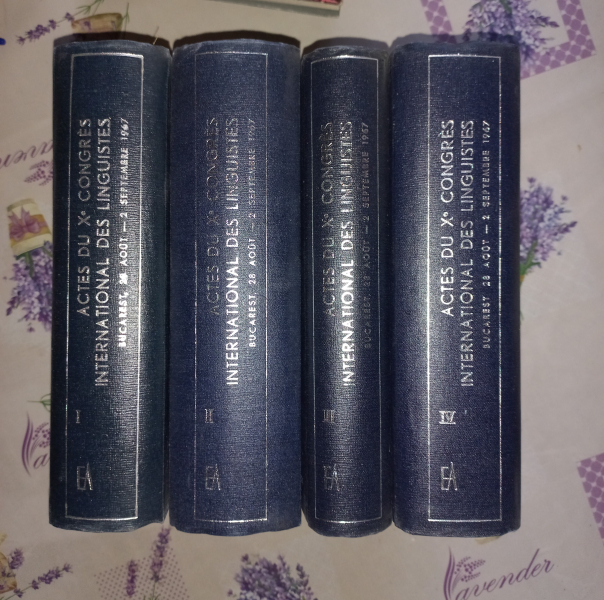 ACTES DU Xe CONGRÈS
INTERNATIONAL DES LINGUISTES
BUCAREST, 28 AOÛT — 2 SEPTEMBRE 1967
I
EA
ACTES DU Xe CONGRÈS
INTERNATIONAL DES LINGUISTES
BUCAREST, 28 AOÛT — 2 SEPTEMBRE 1967
II
EA
ACTES DU Xe CONGRÈS
INTERNATIONAL DES LINGUISTES
BUCAREST, 28 AOÛT — 2 SEPTEMBRE 1967
III
EA
ACTES DU Xe CONGRÈS
INTERNATIONAL DES LINGUISTES
BUCAREST 28 AOÛT — 2 SEPTEMBRE 1967
IV
EA
Lavender